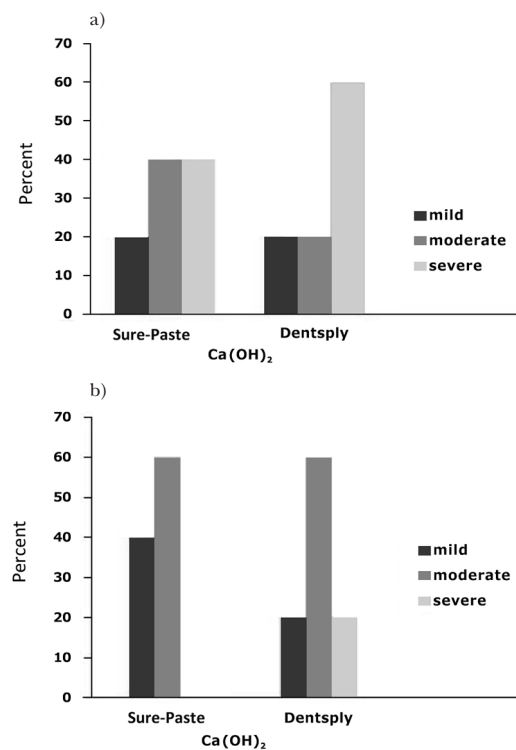 a)
70
60
50
40
30
20
10
0
Percent
mild
moderate
severe
Sure-Paste Dentsply
Ca(OH)₂
b)
70
60
50
40
30
20
10
0
Percent
mild
moderate
severe
Sure-Paste Dentsply
Ca(OH)₂